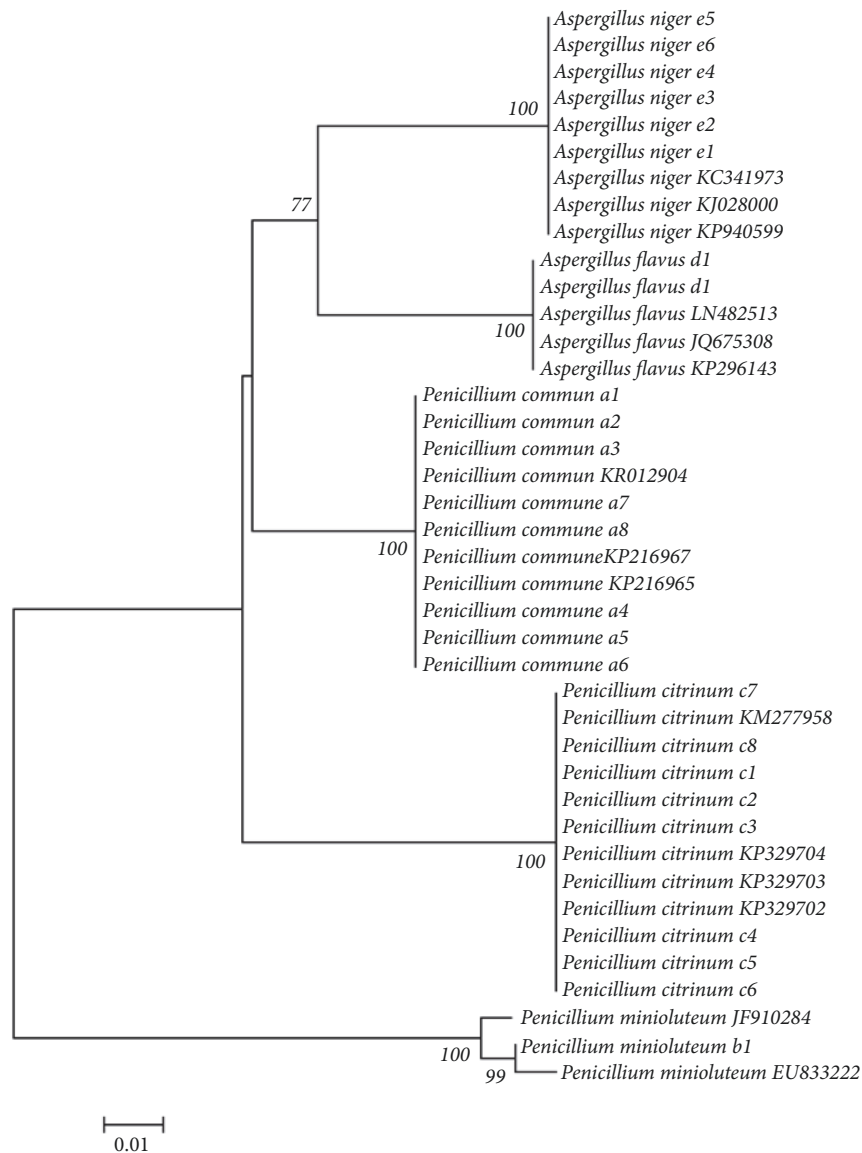 Aspergillus niger e5
Aspergillus niger e6
Aspergillus niger e4
Aspergillus niger e3
100
Aspergillus niger e2
Aspergillus niger e1
Aspergillus niger KC341973
77
Aspergillus niger KJ028000
Aspergillus niger KP940599
Aspergillus flavus d1
Aspergillus flavus d1
Aspergillus flavus LN482513
100
Aspergillus flavus JQ675308
Aspergillus flavus KP296143
Penicillium commun a1
Penicillium commun a2
Penicillium commun a3
Penicillium commun KR012904
Penicillium commune a7
Penicillium commune a8
100
Penicillium communeKP216967
Penicillium commune KP216965
Penicillium commune a4
Penicillium commune a5
Penicillium commune a6
Penicillium citrinum c7
Penicillium citrinum KM277958
Penicillium citrinum c8
Penicillium citrinum c1
Penicillium citrinum c2
Penicillium citrinum c3
100
Penicillium citrinum KP329704
Penicillium citrinum KP329703
Penicillium citrinum KP329702
Penicillium citrinum c4
Penicillium citrinum c5
Penicillium citrinum c6
Penicillium minioluteum JF910284
100
Penicillium minioluteum b1
99
Penicillium minioluteum EU833222
0.01